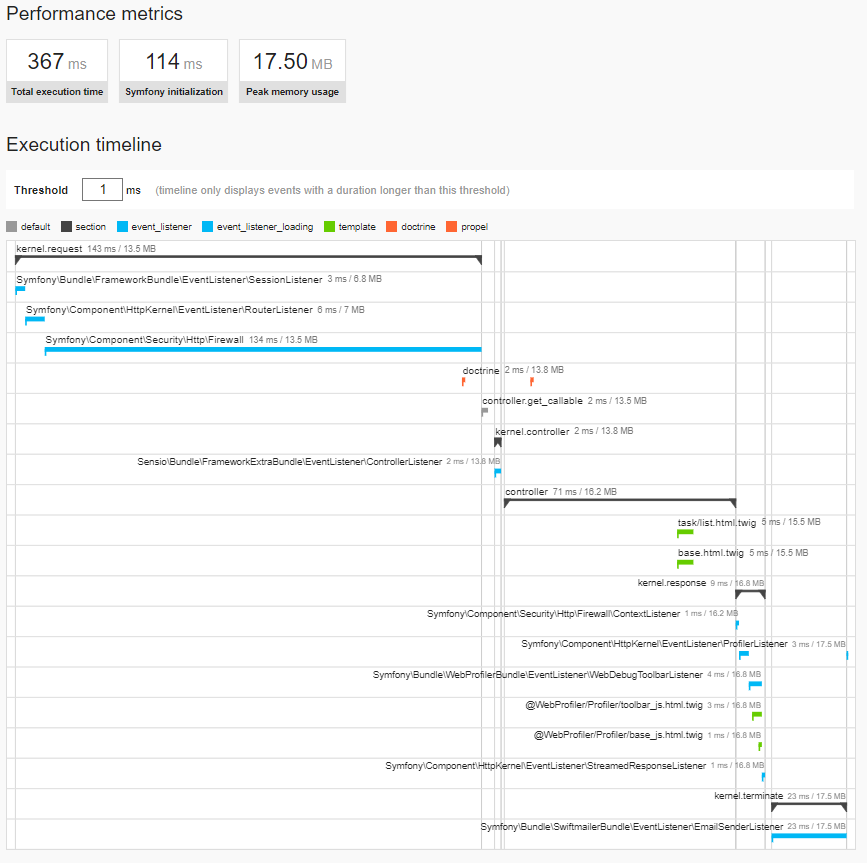 Performance metrics
367 ms
114 ms
17.50 MB
Total execution time
Symfony initialization
Peak memory usage
Execution timeline
Threshold 1 ms (timeline only displays events with a duration longer than this threshold)
default section event_listener event_listener_loading template doctrine propel
kernel.request 143 ms / 13.5 MB
Symfony\Bundle\FrameworkBundle\EventListener\SessionListener 3 ms / 6.8 MB
Symfony\Component\HttpKernel\EventListener\RouterListener 6 ms / 7 MB
Symfony\Component\Security\Http\Firewall 134 ms / 13.5 MB
doctrine 2 ms / 13.8 MB
controller.get_callable 2 ms / 13.5 MB
kernel.controller 2 ms / 13.8 MB
Sensio\Bundle\FrameworkExtraBundle\EventListener\ControllerListener 2 ms / 13.8 MB
controller 71 ms / 16.2 MB
task/list.html.twig 5 ms / 15.5 MB
base.html.twig 5 ms / 15.5 MB
kernel.response 9 ms / 16.8 MB
Symfony\Component\Security\Http\Firewall\ContextListener 1 ms / 16.2 MB
Symfony\Component\HttpKernel\EventListener\ProfilerListener 3 ms / 17.5 MB
Symfony\Bundle\WebProfilerBundle\EventListener\WebDebugToolbarListener 4 ms / 16.8 MB
@WebProfiler/Profiler/toolbar_js.html.twig 3 ms / 16.8 MB
@WebProfiler/Profiler/base_js.html.twig 1 ms / 16.8 MB
Symfony\Component\HttpKernel\EventListener\StreamedResponseListener 1 ms / 16.8 MB
kernel.terminate 23 ms / 17.5 MB
Symfony\Bundle\SwiftmailerBundle\EventListener\EmailSenderListener 23 ms / 17.5 MB